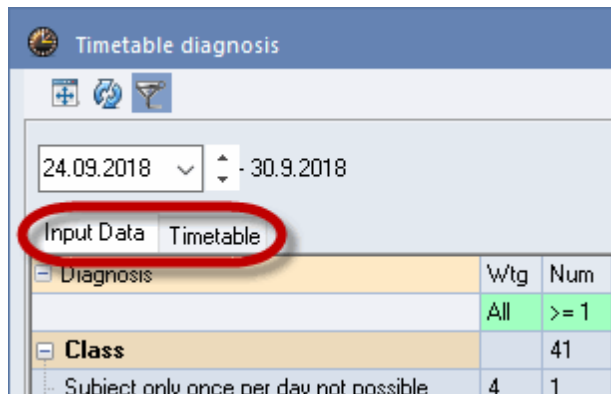 Timetable diagnosis
24.09.2018 - 30.9.2018
Input Data Timetable
Diagnosis Wtg Num
All >= 1
Class 41
Subject only once per day not possible 4 1